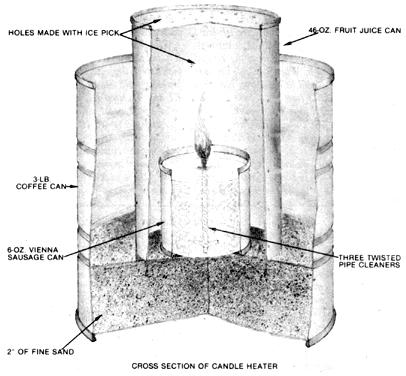 HOLES MADE WITH ICE PICK
46-OZ. FRUIT JUICE CAN
3-LB.
COFFEE CAN
6-OZ. VIENNA
SAUSAGE CAN
THREE TWISTED
PIPE CLEANERS
2" OF FINE SAND
CROSS SECTION OF CANDLE HEATER